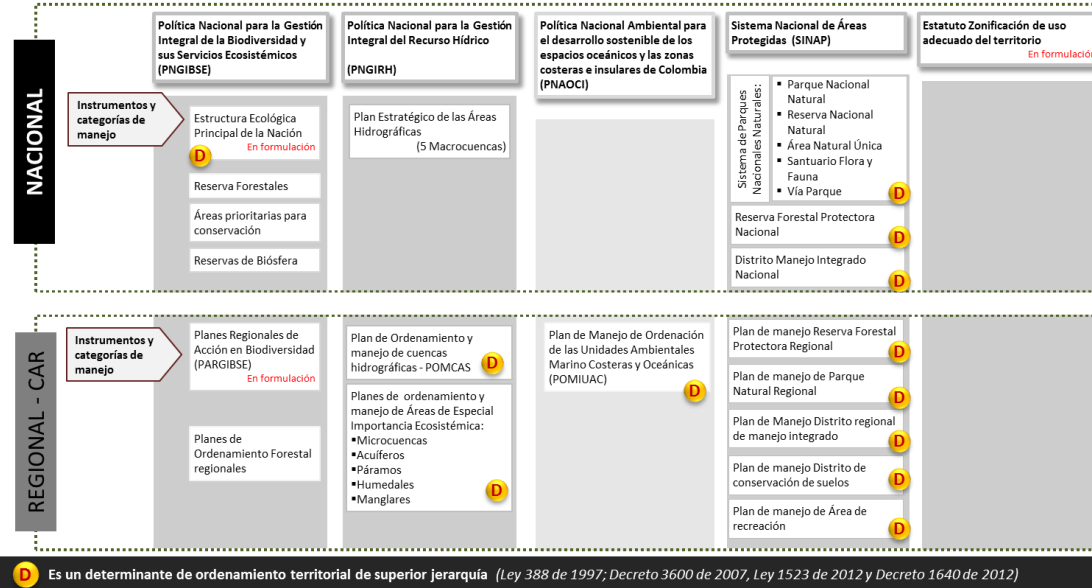 Política Nacional para la Gestión
Integral de la Biodiversidad y
sus Servicios Ecosistémicos
(PNGIBSE)
Política Nacional para la Gestión
Integral del Recurso Hídrico
(PNGIRH)
Política Nacional Ambiental para
el desarrollo sostenible de los
espacios oceánicos y las zonas
costeras e insulares de Colombia
(PNAOCI)
Sistema Nacional de Áreas
Protegidas (SINAP)
Estatuto Zonificación de uso
adecuado del territorio
En formulación
NACIONAL
Instrumentos y
categorías de
manejo
Estructura Ecológica
Principal de la Nación
En formulación
D
Reserva Forestales
Áreas prioritarias para
conservación
Reservas de Biósfera
Plan Estratégico de las Áreas
Hidrográficas
(5 Macrocuencas)
Sistema de Parques
Nacionales Naturales:
▪ Parque Nacional
Natural
▪ Reserva Nacional
Natural
▪ Área Natural Única
▪ Santuario Flora y
Fauna
▪ Vía Parque
D
Reserva Forestal Protectora
Nacional
D
Distrito Manejo Integrado
Nacional
D
REGIONAL - CAR
Instrumentos y
categorías de
manejo
Planes Regionales de
Acción en Biodiversidad
(PARGIBSE)
En formulación
Planes de
Ordenamiento Forestal
regionales
Plan de Ordenamiento y
manejo de cuencas
hidrográficas - POMCAS
D
Planes de ordenamiento y
manejo de Áreas de Especial
Importancia Ecosistémica:
▪Microcuencas
▪Acuíferos
▪Páramos
▪Humedales
▪Manglares
D
Plan de Manejo de Ordenación
de las Unidades Ambientales
Marino Costeras y Oceánicas
(POMIUAC)
D
Plan de manejo Reserva Forestal
Protectora Regional
D
Plan de manejo de Parque
Natural Regional
D
Plan de Manejo Distrito regional
de manejo integrado
D
Plan de manejo Distrito de
conservación de suelos
D
Plan de manejo de Área de
recreación
D
D Es un determinante de ordenamiento territorial de superior jerarquía (Ley 388 de 1997; Decreto 3600 de 2007, Ley 1523 de 2012 y Decreto 1640 de 2012)